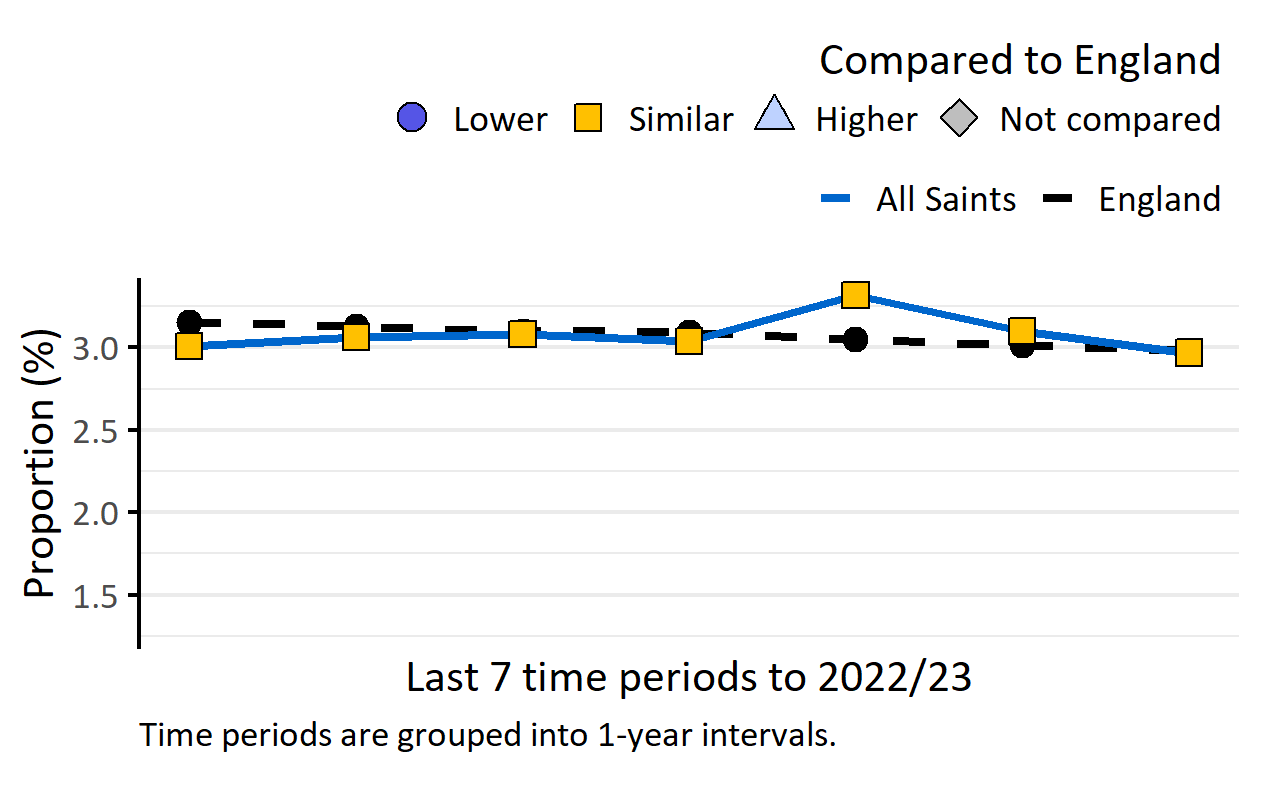 Compared to England
Lower Similar Higher Not compared
All Saints England
Proportion (%)
3.0
2.5
2.0
1.5
Last 7 time periods to 2022/23
Time periods are grouped into 1-year intervals.